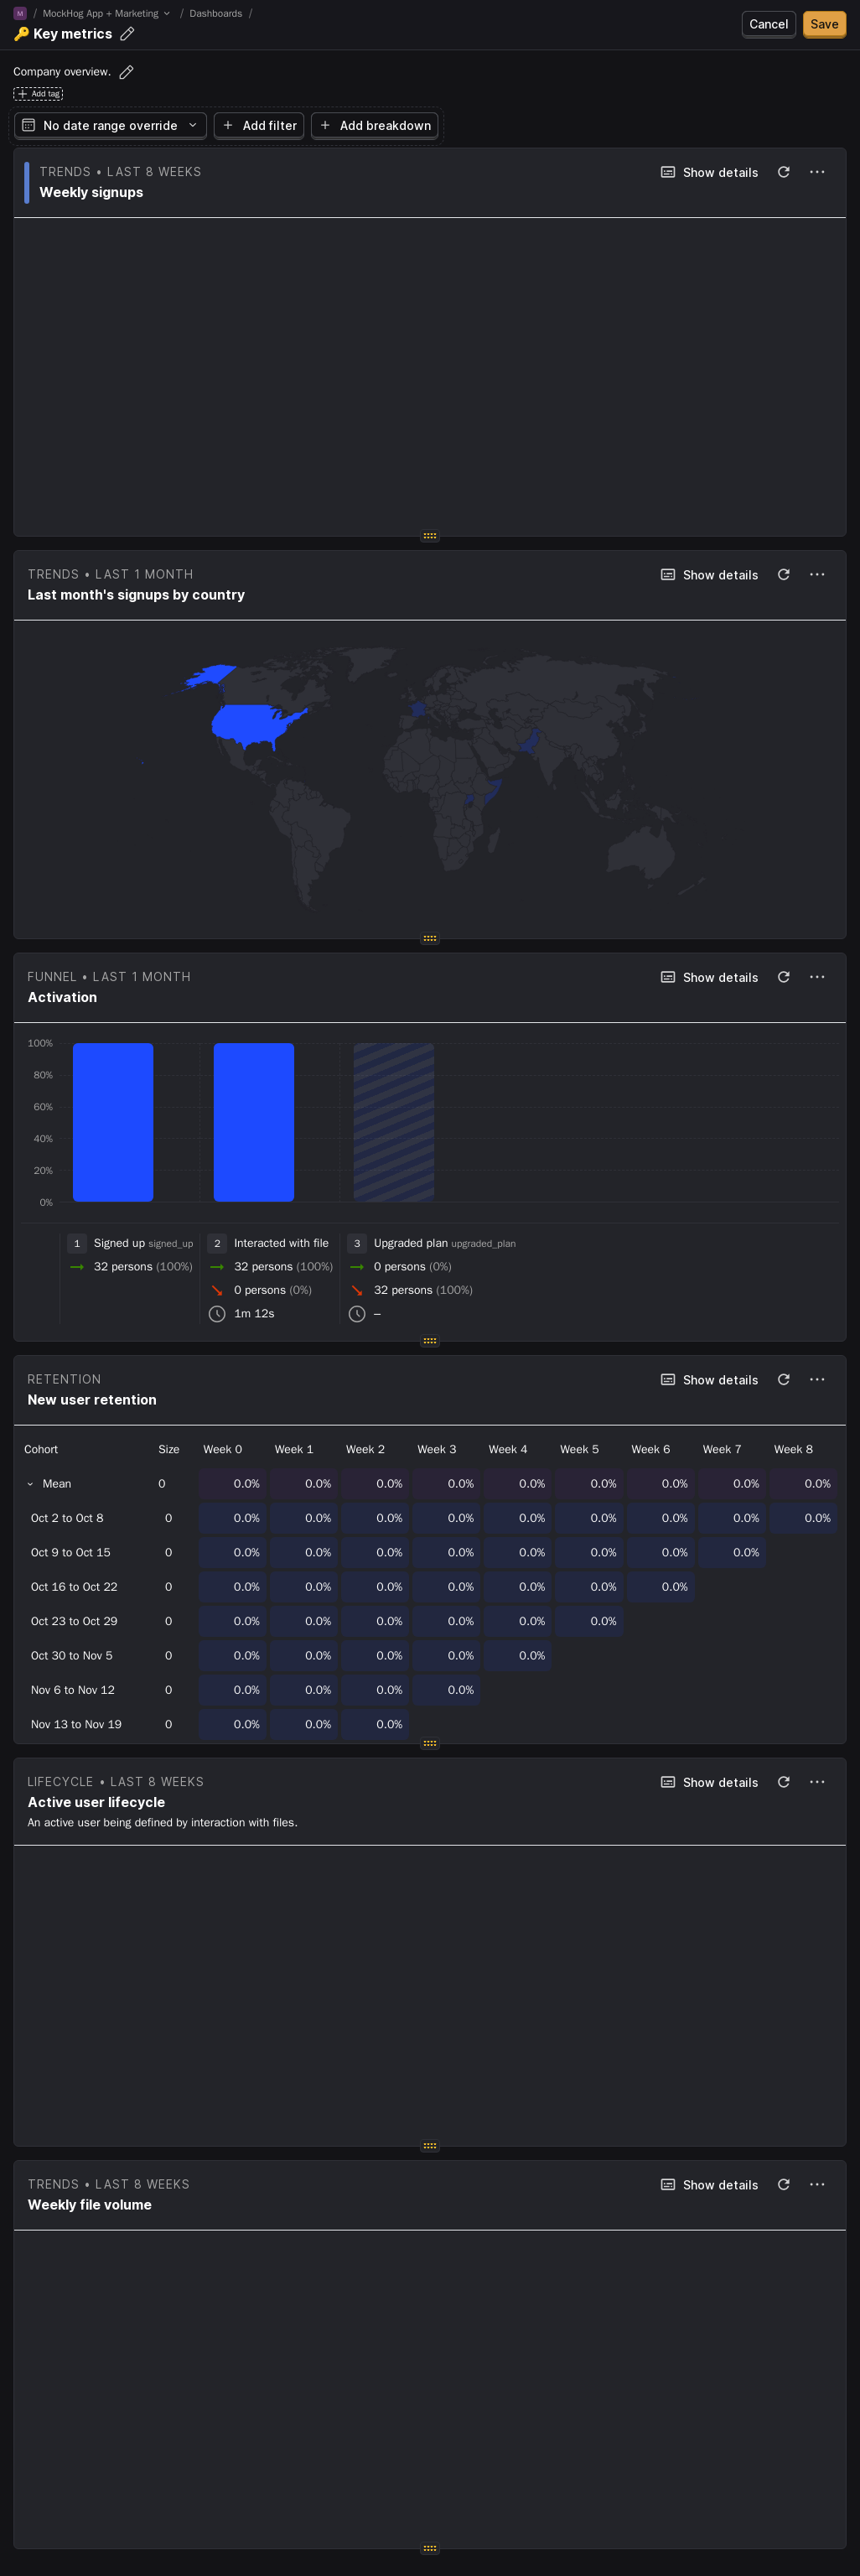 M / MockHog App + Marketing / Dashboards /
🔑 Key metrics
Cancel
Save
Company overview.
Add tag
No date range override
Add filter
Add breakdown
TRENDS • LAST 8 WEEKS
Show details
Weekly signups
TRENDS • LAST 1 MONTH
Show details
Last month's signups by country
FUNNEL • LAST 1 MONTH
Show details
Activation
100%
80%
60%
40%
20%
0%
1 Signed up signed_up
32 persons (100%)
2 Interacted with file
32 persons (100%)
0 persons (0%)
1m 12s
3 Upgraded plan upgraded_plan
0 persons (0%)
32 persons (100%)
–
RETENTION
Show details
New user retention
Cohort Size Week 0 Week 1 Week 2 Week 3 Week 4 Week 5 Week 6 Week 7 Week 8
Mean 0 0.0% 0.0% 0.0% 0.0% 0.0% 0.0% 0.0% 0.0% 0.0%
Oct 2 to Oct 8 0 0.0% 0.0% 0.0% 0.0% 0.0% 0.0% 0.0% 0.0% 0.0%
Oct 9 to Oct 15 0 0.0% 0.0% 0.0% 0.0% 0.0% 0.0% 0.0% 0.0%
Oct 16 to Oct 22 0 0.0% 0.0% 0.0% 0.0% 0.0% 0.0% 0.0%
Oct 23 to Oct 29 0 0.0% 0.0% 0.0% 0.0% 0.0% 0.0%
Oct 30 to Nov 5 0 0.0% 0.0% 0.0% 0.0% 0.0%
Nov 6 to Nov 12 0 0.0% 0.0% 0.0% 0.0%
Nov 13 to Nov 19 0 0.0% 0.0% 0.0%
LIFECYCLE • LAST 8 WEEKS
Show details
Active user lifecycle
An active user being defined by interaction with files.
TRENDS • LAST 8 WEEKS
Show details
Weekly file volume